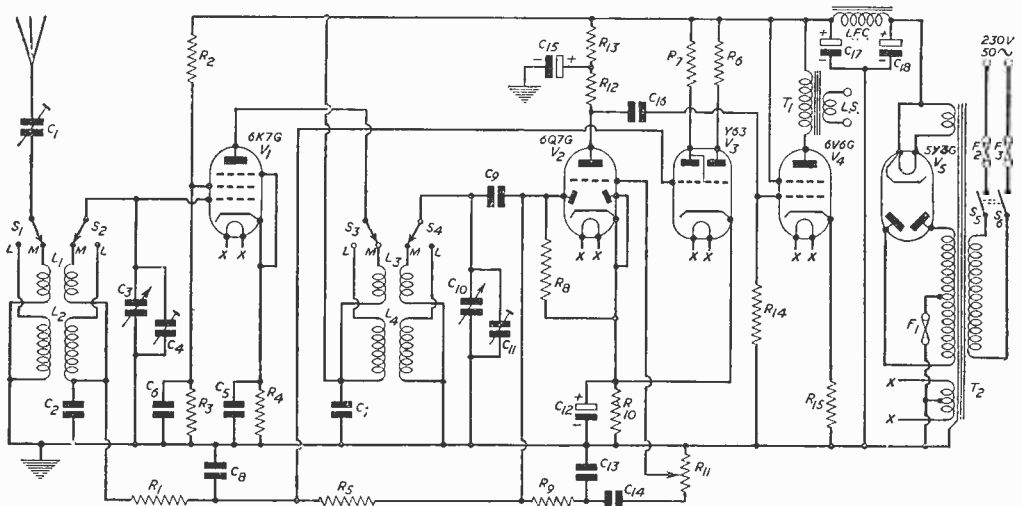 R2
R13
R7
R6
C15
- +
R12
C16
LFC
+ C17 -
+ C18 -
230V
50~
T1
L.S.
C1
6K7G
V1
6Q7G
V2
Y63
V3
6V6G
V4
V5
F2
F3
S5
S6
C9
S1
S2
S3
S4
L M M L
L M M L
L1
L3
L2
L4
C3
C4
C10
C11
R8
X X
X X
X X
X X
R14
F1
T2
X
X
C2
C6
R3
C5
R4
C12
+
-
R10
R15
C8
C13
R11
R1
R5
R9
C14